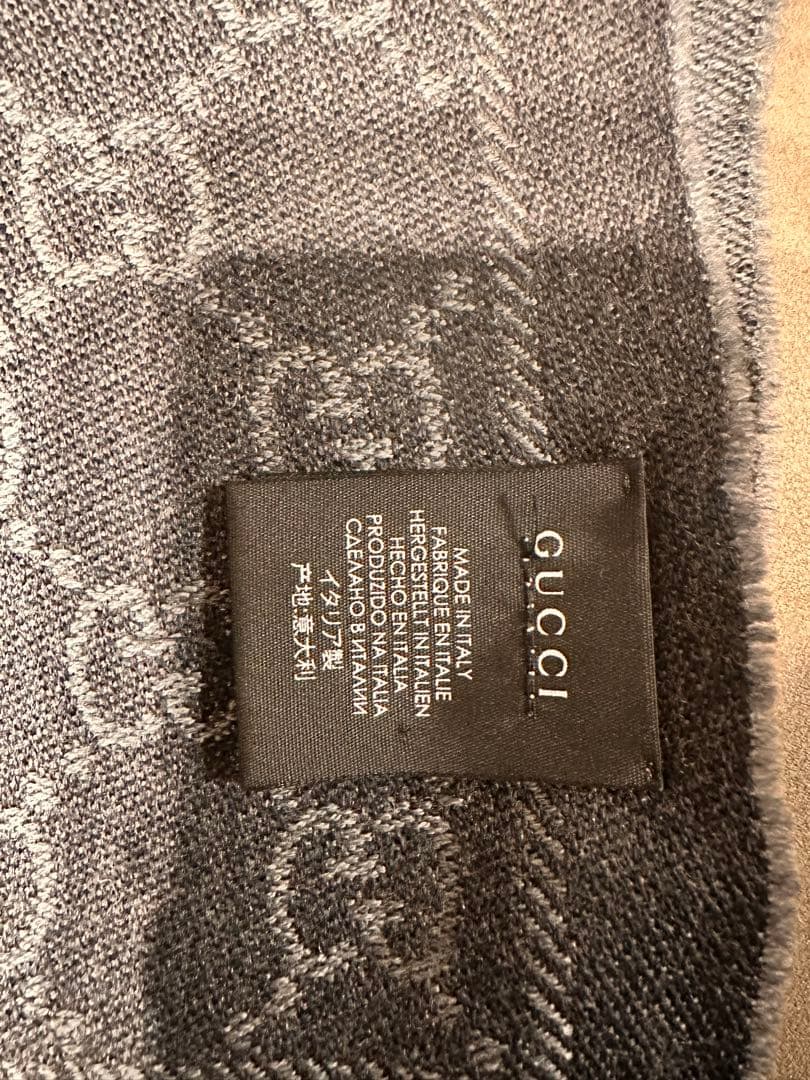 GUCCI
MADE IN ITALY
FABRIQUE EN ITALIE
HERGESTELLT IN ITALIEN
HECHO EN ITALIA
PRODUZIDO NA ITALIA
СДЕЛАНО В ИТАЛИИ
イタリア製
产地:意大利